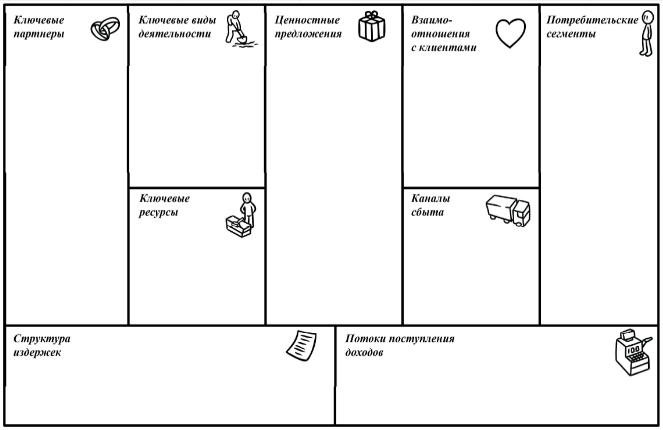 Ключевые
партнеры
Ключевые виды
деятельности
Ценностные
предложения
Взаимо-
отношения
с клиентами
Потребительские
сегменты
Ключевые
ресурсы
Каналы
сбыта
Структура
издержек
Потоки поступления
доходов
100